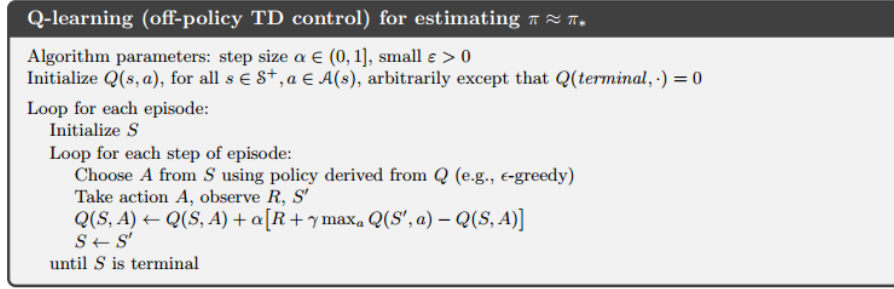 Q-learning (off-policy TD control) for estimating π ≈ π*
Algorithm parameters: step size α ∈ (0, 1], small ε > 0
Initialize Q(s, a), for all s ∈ 𝒮⁺, a ∈ 𝒜(s), arbitrarily except that Q(terminal, ·) = 0
Loop for each episode:
Initialize S
Loop for each step of episode:
Choose A from S using policy derived from Q (e.g., ϵ-greedy)
Take action A, observe R, S′
Q(S, A) ← Q(S, A) + α[R + γ maxₐ Q(S′, a) − Q(S, A)]
S ← S′
until S is terminal